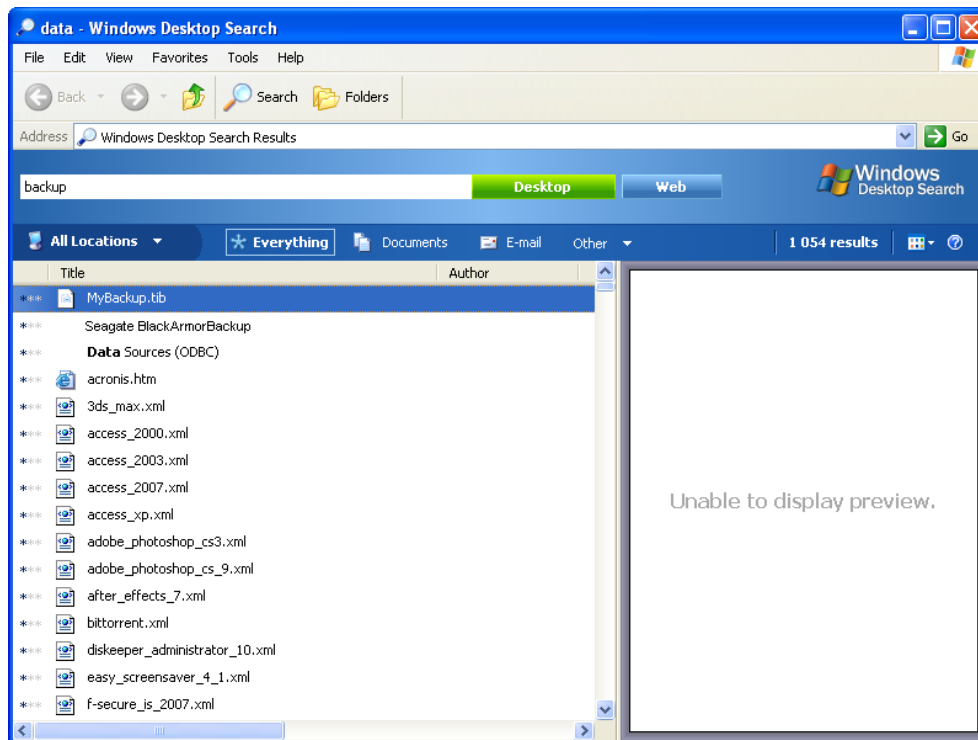 data - Windows Desktop Search
File Edit View Favorites Tools Help
Back Search Folders
Address Windows Desktop Search Results Go
backup Desktop Web Windows Desktop Search
All Locations Everything Documents E-mail Other 1 054 results
Title Author
MyBackup.tib
Seagate BlackArmorBackup
Data Sources (ODBC)
acronis.htm
3ds_max.xml
access_2000.xml
access_2003.xml
access_2007.xml
access_xp.xml
adobe_photoshop_cs3.xml
adobe_photoshop_cs_9.xml
after_effects_7.xml
bittorrent.xml
diskeeper_administrator_10.xml
easy_screensaver_4_1.xml
f-secure_is_2007.xml
Unable to display preview.